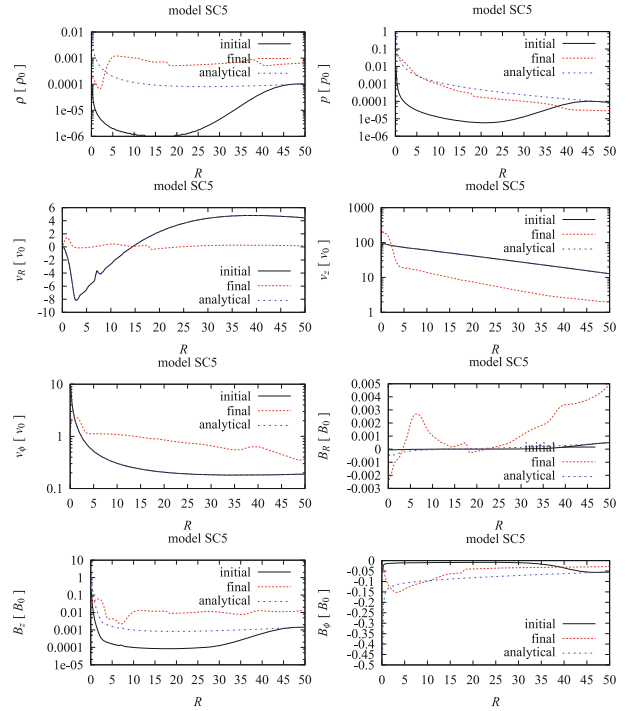 model SC5
model SC5
0.01
0.001
0.0001
1e-05
1e-06
ρ [ ρ0 ]
initial
final
analytical
0 5 10 15 20 25 30 35 40 45 50
R
1
0.1
0.01
0.001
0.0001
1e-05
1e-06
p [ p0 ]
initial
final
analytical
0 5 10 15 20 25 30 35 40 45 50
R
model SC5
model SC5
6
4
2
0
-2
-4
-6
-8
-10
vR [ v0 ]
initial
final
analytical
0 5 10 15 20 25 30 35 40 45 50
R
1000
100
10
1
vz [ v0 ]
initial
final
analytical
0 5 10 15 20 25 30 35 40 45 50
R
model SC5
model SC5
10
1
0.1
vϕ [ v0 ]
initial
final
analytical
0 5 10 15 20 25 30 35 40 45 50
R
0.005
0.004
0.003
0.002
0.001
0
-0.001
-0.002
-0.003
BR [ B0 ]
initial
final
analytical
0 5 10 15 20 25 30 35 40 45 50
R
model SC5
model SC5
10
1
0.1
0.01
0.001
0.0001
1e-05
Bz [ B0 ]
initial
final
analytical
0 5 10 15 20 25 30 35 40 45 50
R
0
-0.05
-0.1
-0.15
-0.2
-0.25
-0.3
-0.35
-0.4
-0.45
-0.5
Bϕ [ B0 ]
initial
final
analytical
0 5 10 15 20 25 30 35 40 45 50
R